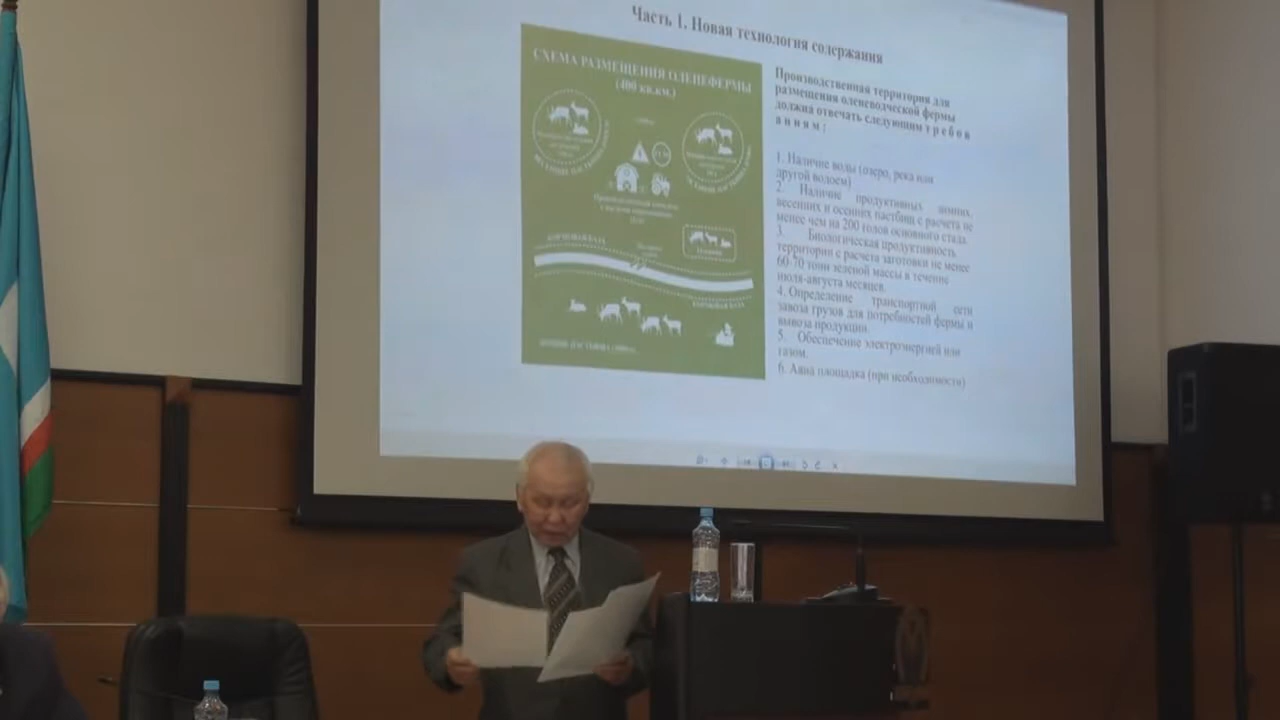 Часть 1. Новая технология содержания
СХЕМА РАЗМЕЩЕНИЯ ОЛЕНЕФЕРМЫ
(400 кв.км.)
КОРМОВАЯ БАЗА
Производственная территория для
размещения оленеводческой фермы
должна отвечать следующим т р е б о в
а н и я м :
1. Наличие воды (озеро, река или
другой водоем)
2. Наличие продуктивных зимних,
весенних и осенних пастбищ с расчета не
менее чем на 200 голов основного стада.
3. Биологическая продуктивность
территории с расчета заготовки не менее
60-70 тонн зеленой массы в течение
июля-августа месяцев.
4. Определение транспортной сети
завоза грузов для потребностей фермы и
вывоза продукции.
5. Обеспечение электроэнергией или
газом.
6. Авиа площадка (при необходимости)